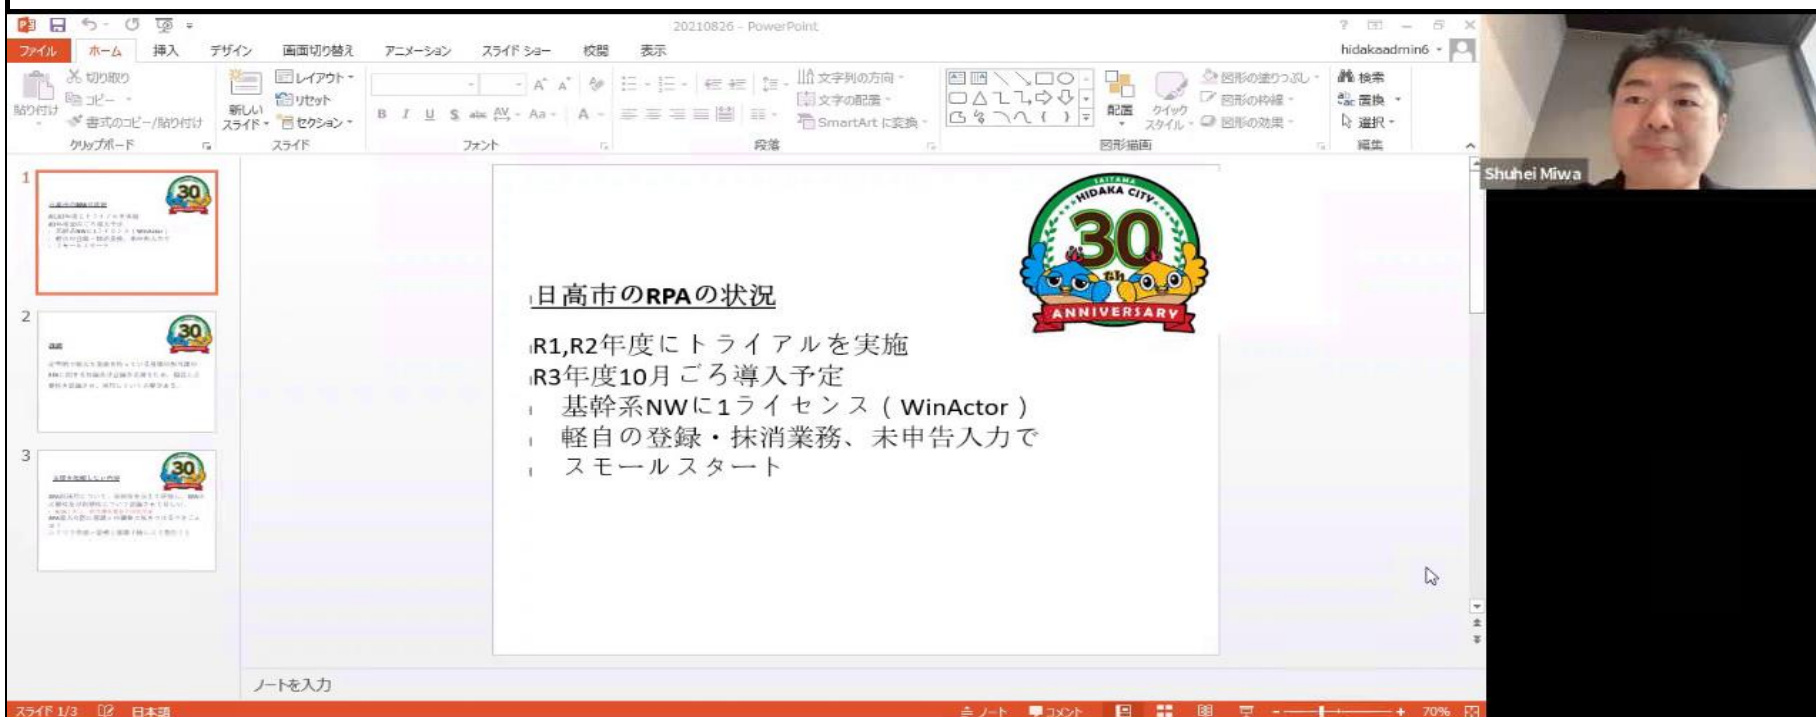 20210826 - PowerPoint
hidakaadmin6
ファイル ホーム 挿入 デザイン 画面切り替え アニメーション スライド ショー 校閲 表示
貼り付け
切り取り
コピー
書式のコピー/貼り付け
クリップボード
新しい
スライド
レイアウト
リセット
セクション
スライド
B I U S abc AV Aa A
フォント
文字列の方向
文字の配置
SmartArt に変換
段落
配置
クイック
スタイル
図形の塗りつぶし
図形の枠線
図形の効果
図形描画
検索
置換
選択
編集
Shuhei Miwa
1
30
2
30
3
30
SAITAMA
HIDAKA CITY
30
th
ANNIVERSARY
日高市のRPAの状況
R1,R2年度にトライアルを実施
R3年度10月ごろ導入予定
基幹系NWに1ライセンス（WinActor）
軽自の登録・抹消業務、未申告入力で
スモールスタート
ノートを入力
スライド 1/3 日本語
ノート コメント 70%